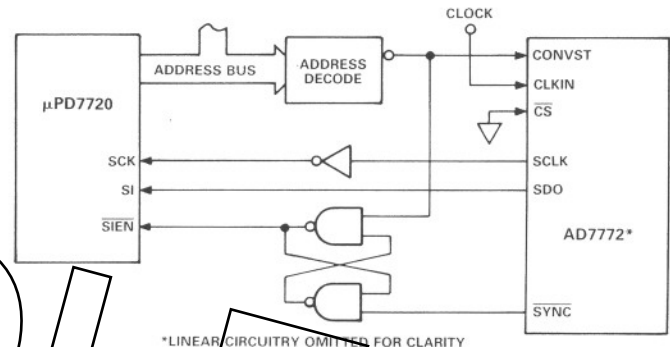 CLOCK
ADDRESS BUS
ADDRESS
DECODE
CONVST
CLKIN
CS
μPD7720
SCK
SCLK
SI
SDO
SIEN
AD7772*
SYNC
*LINEAR CIRCUITRY OMITTED FOR CLARITY